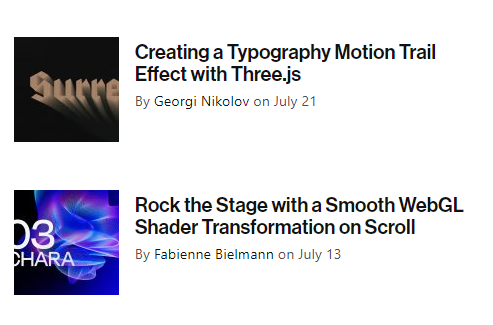 Surre
Creating a Typography Motion Trail
Effect with Three.js
By Georgi Nikolov on July 21
03
CHARA
Rock the Stage with a Smooth WebGL
Shader Transformation on Scroll
By Fabienne Bielmann on July 13